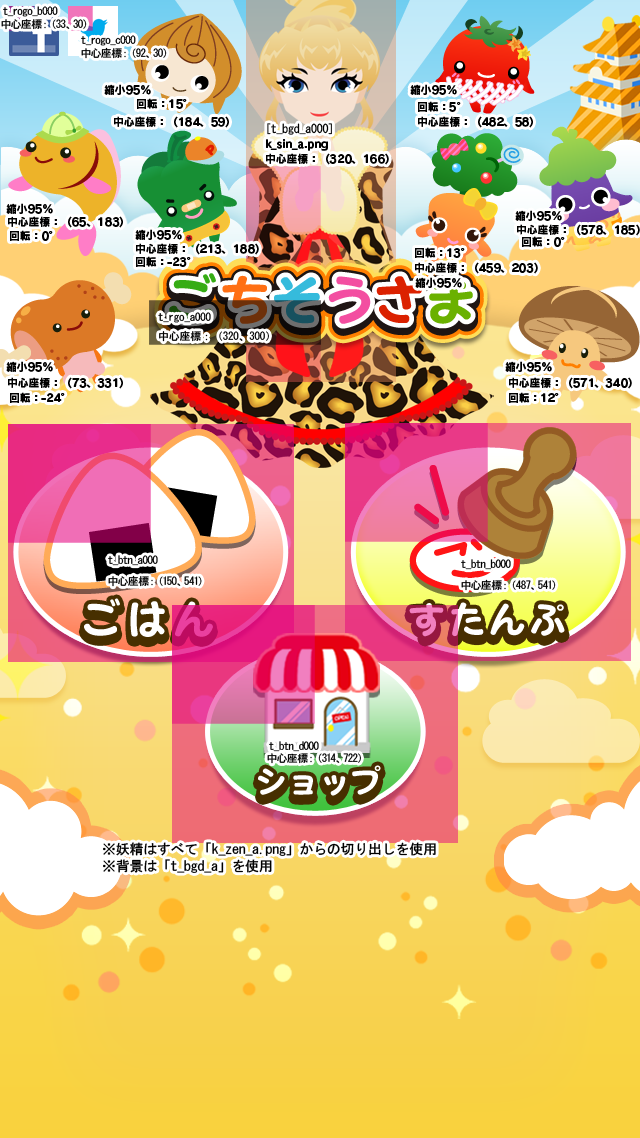 t_rogo_b000
中心座標：(33、30)
t_rogo_c000
中心座標：(92、30)
縮小95%
回転：15°
中心座標：（184、59）
縮小95%
回転：5°
中心座標：（482、58）
[t_bgd_a000]
k_sin_a.png
中心座標：（320、166）
縮小95%
中心座標：（65、183）
回転：0°
縮小95%
中心座標：（213、188）
回転：-23°
縮小95%
中心座標：（578、185）
回転：0°
回転：13°
中心座標：（459、203）
縮小95%
ごちそうさま
t_rgo_a000
中心座標：（320、300）
縮小95%
中心座標：（73、331）
回転：-24°
縮小95%
中心座標：（571、340）
回転：12°
t_btn_a000
中心座標：(150、541)
ごはん
t_btn_b000
中心座標：(487、541)
すたんぷ
OPEN!
t_btn_d000
中心座標：(314、722)
ショップ
※妖精はすべて「k_zen_a.png」からの切り出しを使用
※背景は「t_bgd_a」を使用